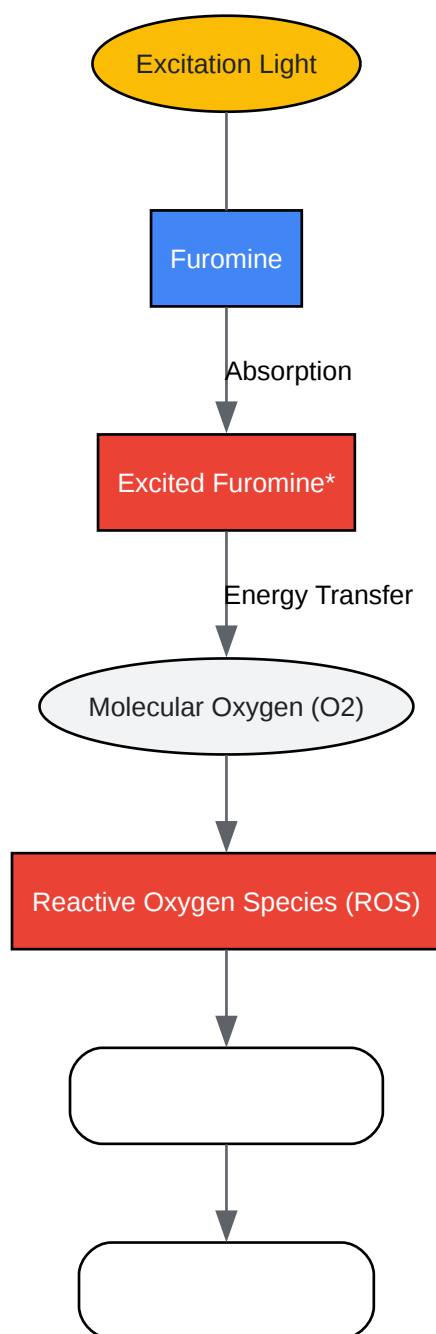 Excitation Light
Furomine
Absorption
Excited Furomine*
Energy Transfer
Molecular Oxygen (O2)
Reactive Oxygen Species (ROS)